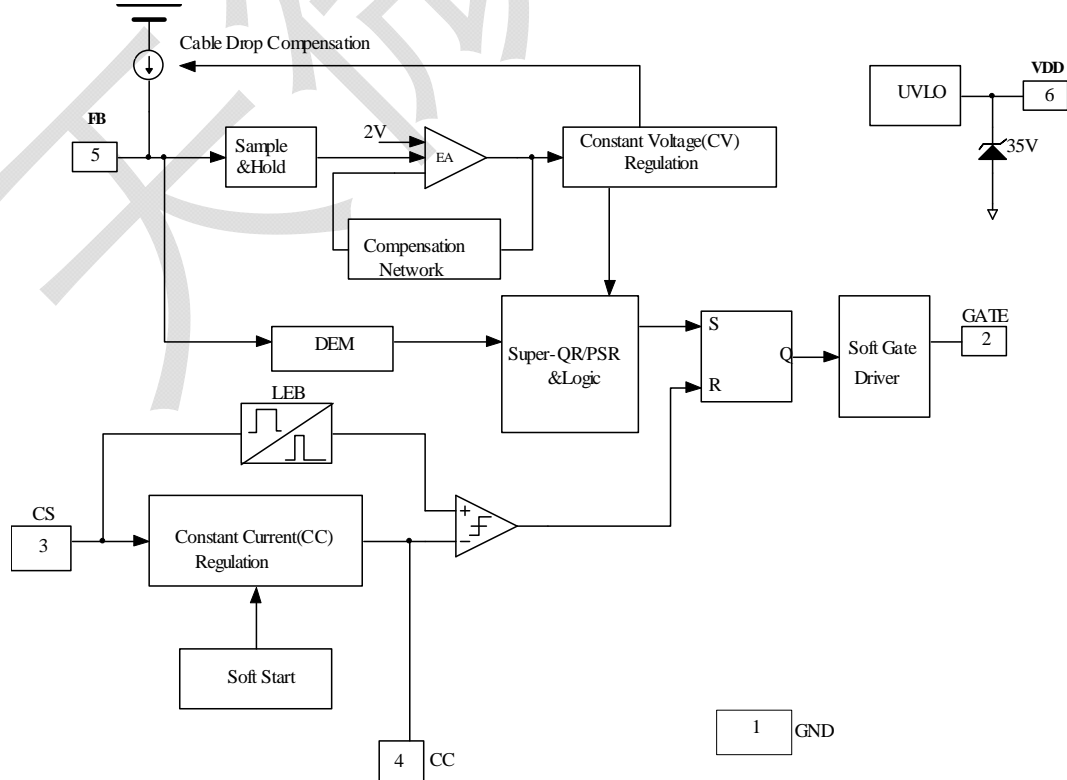 Cable Drop Compensation
VDD
UVLO
6
FB
5
2V
35V
Sample
&Hold
EA
Constant Voltage(CV)
Regulation
Compensation
Network
GATE
2
DEM
Super-QR/PSR
&Logic
S
Q
R
Soft Gate
Driver
LEB
CS
3
+
-
Constant Current(CC)
Regulation
Soft Start
1
GND
4
CC